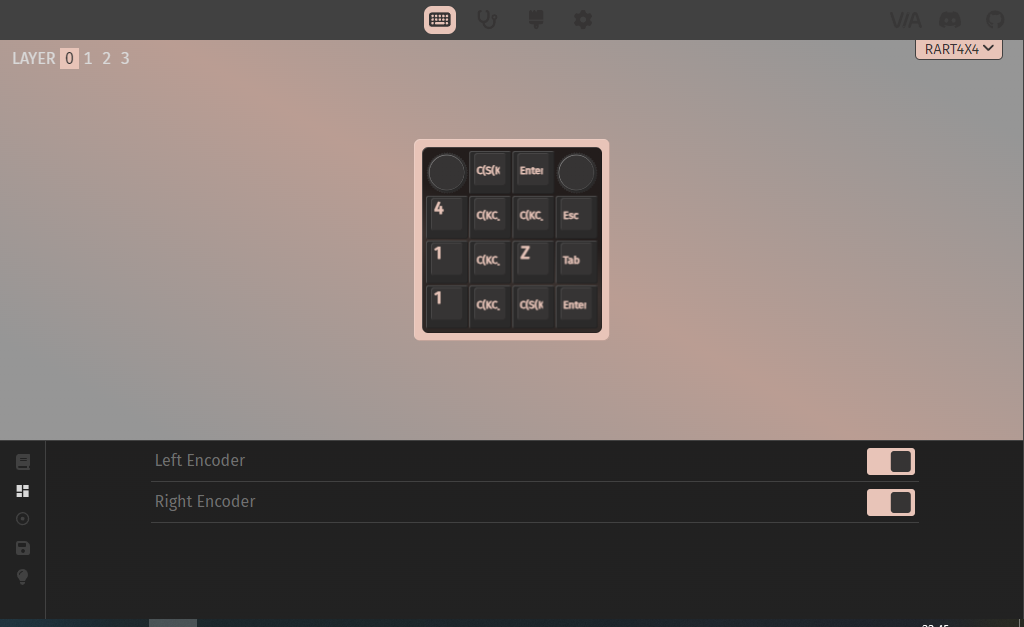 VIA
LAYER 0 1 2 3
RART4X4
C(S(K Enter
4 C(KC_ C(KC_ Esc
1 C(KC_ Z Tab
1 C(KC_ C(S(K Enter
Left Encoder
Right Encoder